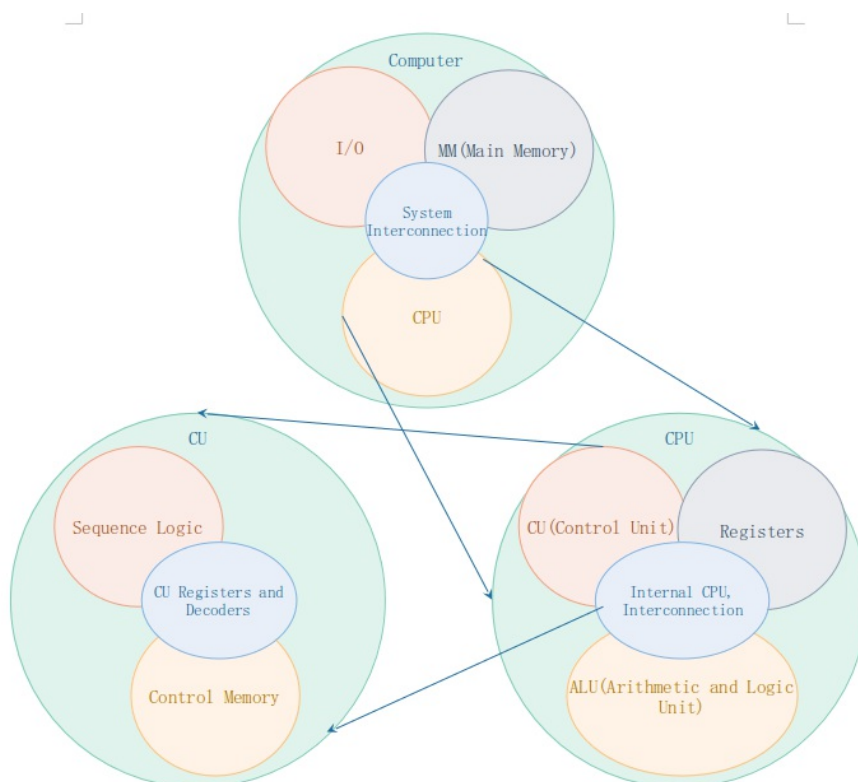 Computer
I/O
MM(Main Memory)
System
Interconnection
CPU
CU
Sequence Logic
CU Registers and
Decoders
Control Memory
CPU
CU(Control Unit)
Registers
Internal CPU,
Interconnection
ALU(Arithmetic and Logic
Unit)